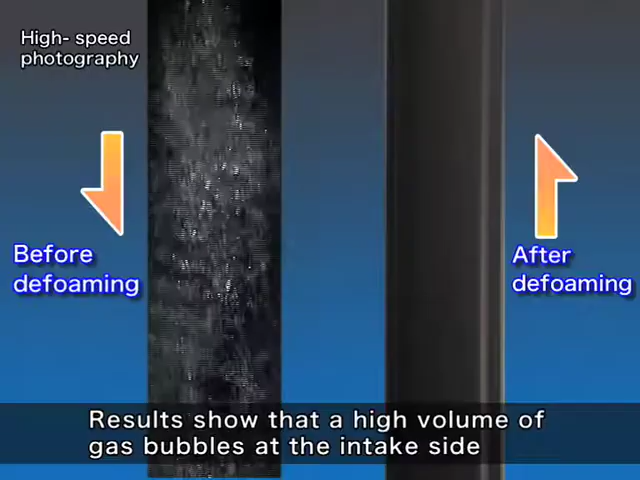 High- speed
photography
Before
defoaming
After
defoaming
Results show that a high volume of
gas bubbles at the intake side